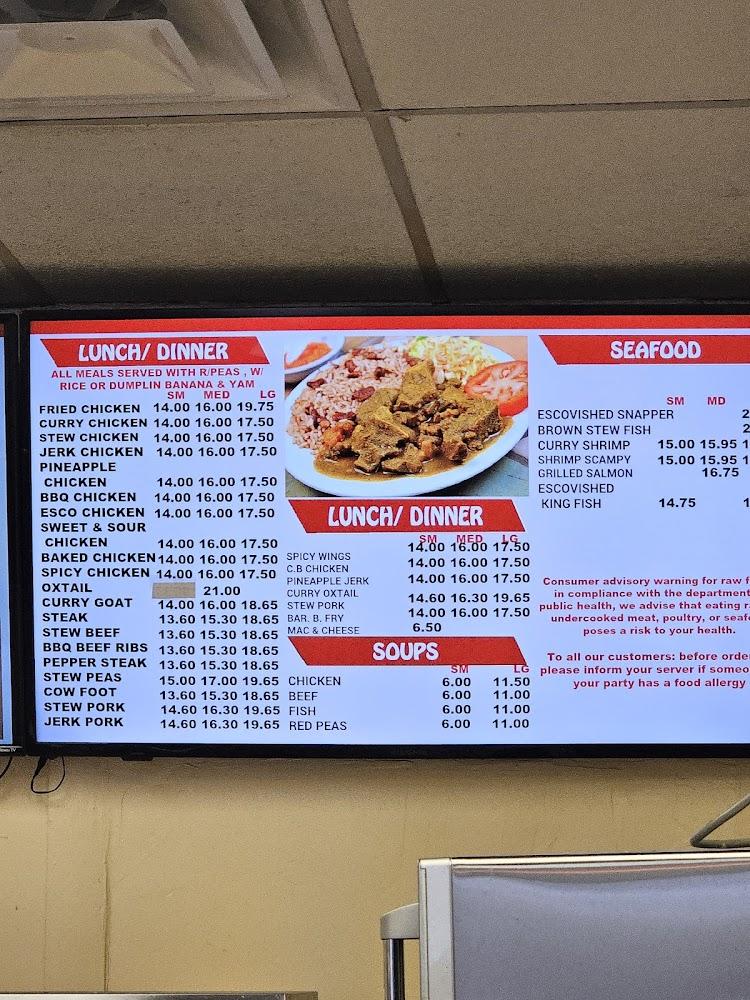 LUNCH/ DINNER
ALL MEALS SERVED WITH R/PEAS , W/
RICE OR DUMPLIN BANANA & YAM
SM MED LG
FRIED CHICKEN 14.00 16.00 19.75
CURRY CHICKEN 14.00 16.00 17.50
STEW CHICKEN 14.00 16.00 17.50
JERK CHICKEN 14.00 16.00 17.50
PINEAPPLE
CHICKEN 14.00 16.00 17.50
BBQ CHICKEN 14.00 16.00 17.50
ESCO CHICKEN 14.00 16.00 17.50
SWEET & SOUR
CHICKEN 14.00 16.00 17.50
BAKED CHICKEN 14.00 16.00 17.50
SPICY CHICKEN 14.00 16.00 17.50
OXTAIL 21.00
CURRY GOAT 14.00 16.00 18.65
STEAK 13.60 15.30 18.65
STEW BEEF 13.60 15.30 18.65
BBQ BEEF RIBS 13.60 15.30 18.65
PEPPER STEAK 13.60 15.30 18.65
STEW PEAS 15.00 17.00 19.65
COW FOOT 13.60 15.30 18.65
STEW PORK 14.60 16.30 19.65
JERK PORK 14.60 16.30 19.65
LUNCH/ DINNER
SM MED LG
14.00 16.00 17.50
SPICY WINGS 14.00 16.00 17.50
C.B CHICKEN
PINEAPPLE JERK 14.00 16.00 17.50
CURRY OXTAIL
STEW PORK 14.60 16.30 19.65
BAR. B. FRY 14.00 16.00 17.50
MAC & CHEESE 6.50
SOUPS
SM LG
CHICKEN 6.00 11.50
BEEF 6.00 11.00
FISH 6.00 11.00
RED PEAS 6.00 11.00
SEAFOOD
SM MD
ESCOVISHED SNAPPER 2
BROWN STEW FISH 2
CURRY SHRIMP 15.00 15.95 1
SHRIMP SCAMPY 15.00 15.95 1
GRILLED SALMON 16.75
ESCOVISHED
KING FISH 14.75 1
Consumer advisory warning for raw f
in compliance with the department
public health, we advise that eating ra
undercooked meat, poultry, or seafo
poses a risk to your health.
To all our customers: before orde
please inform your server if someo
your party has a food allergy